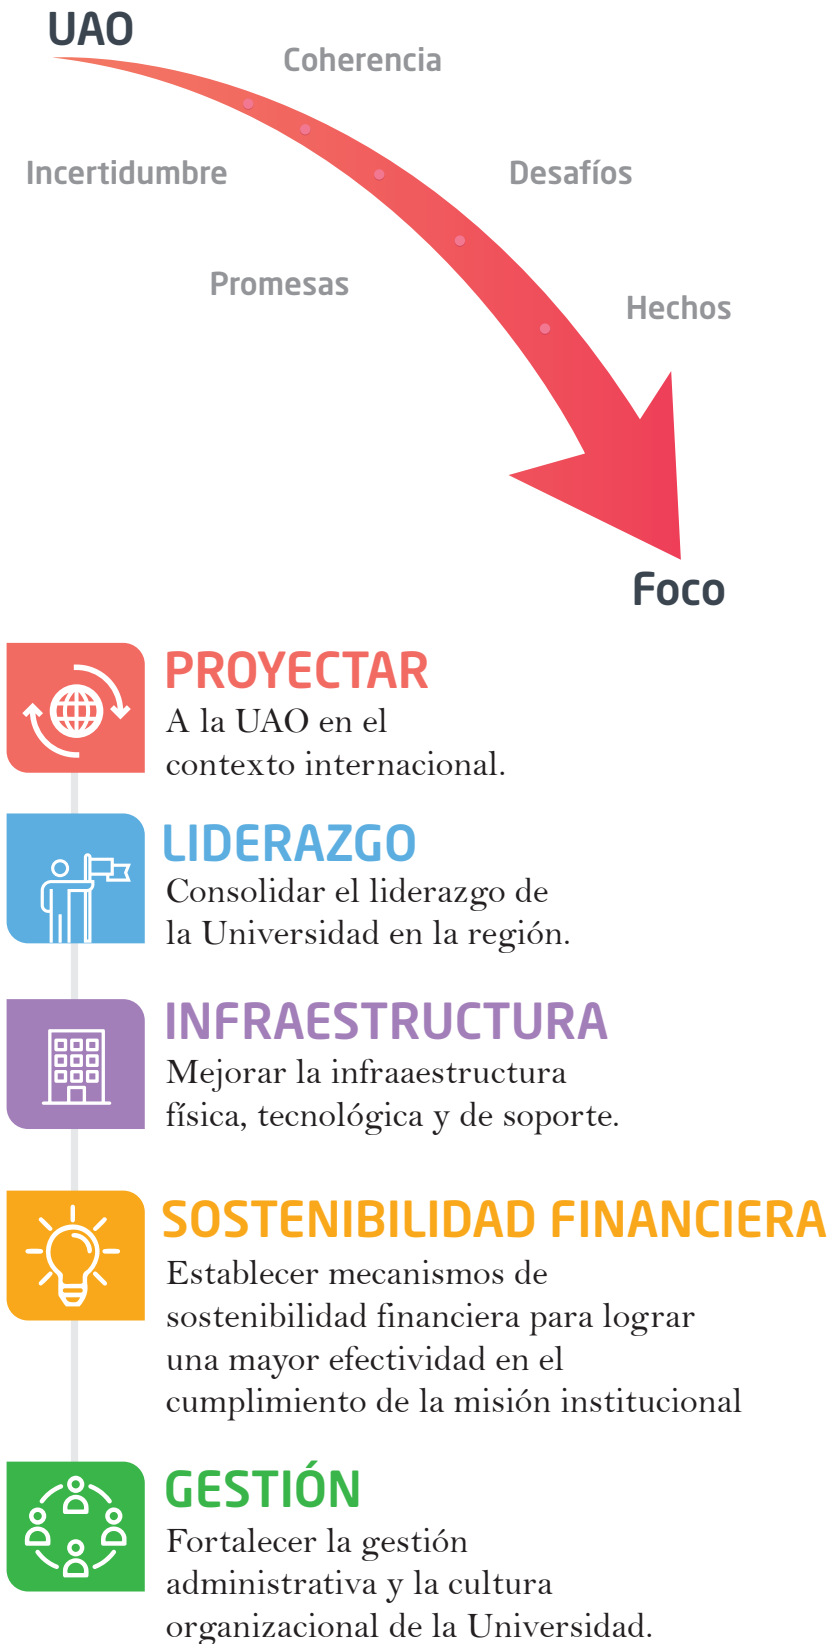 UAO
Coherencia
Incertidumbre
Desafíos
Promesas
Hechos
Foco
PROYECTAR
A la UAO en el
contexto internacional.
LIDERAZGO
Consolidar el liderazgo de
la Universidad en la región.
INFRAESTRUCTURA
Mejorar la infraaestructura
física, tecnológica y de soporte.
SOSTENIBILIDAD FINANCIERA
Establecer mecanismos de
sostenibilidad financiera para lograr
una mayor efectividad en el
cumplimiento de la misión institucional
GESTIÓN
Fortalecer la gestión
administrativa y la cultura
organizacional de la Universidad.